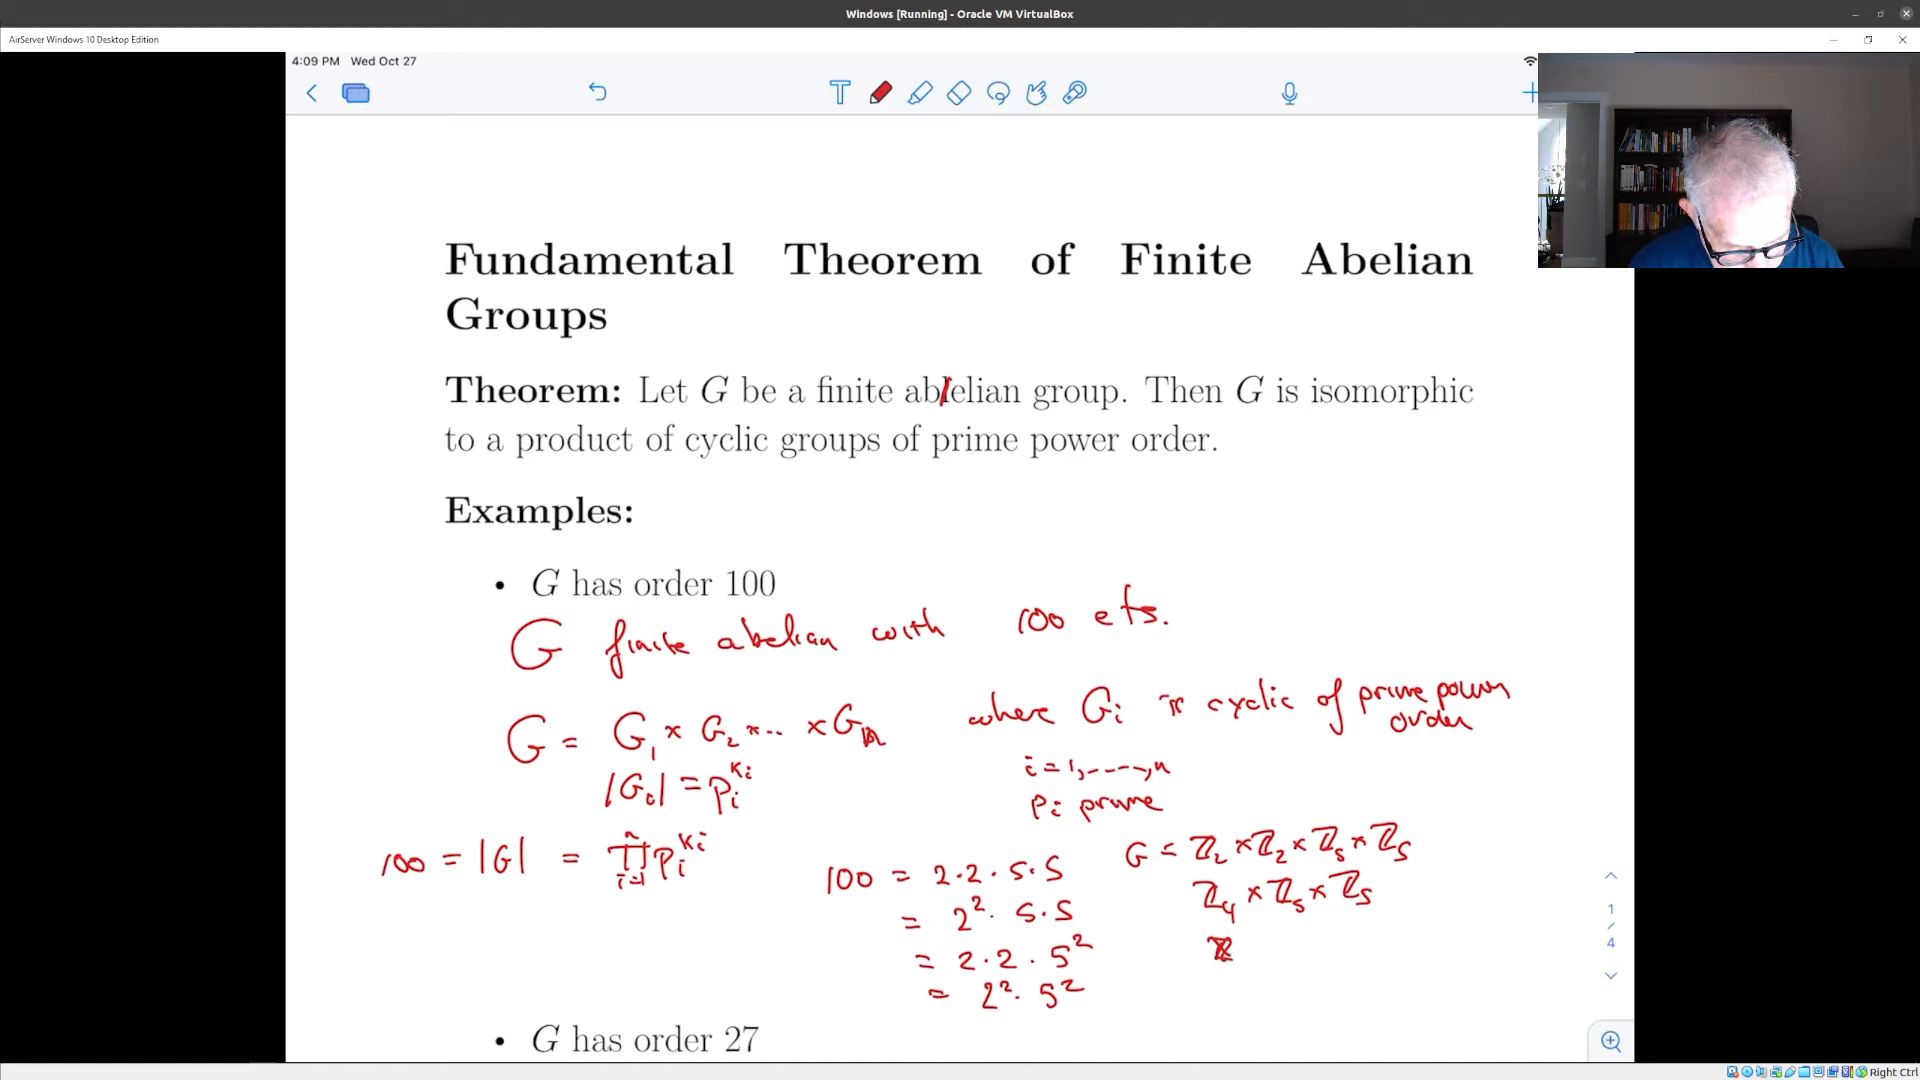 Windows [Running] - Oracle VM VirtualBox
AirServer Windows 10 Desktop Edition
4:09 PM Wed Oct 27
Fundamental Theorem of Finite Abelian
Groups
Theorem: Let G be a finite ablelian group. Then G is isomorphic
to a product of cyclic groups of prime power order.
Examples:
• G has order 100
G finite abelian with 100 elts.
G = G₁ × G₂ × ·· × Gₙ where Gᵢ is cyclic of prime power
order
|Gᵢ| = pᵢ^kᵢ
i = 1, ----, n
pᵢ prime
100 = |G| = ∏ᵢ₌₁ⁿ pᵢ^kᵢ
100 = 2·2·5·5
= 2²·5·5
= 2·2·5²
= 2²·5²
G = ℤ₂ × ℤ₂ × ℤ₅ × ℤ₅
ℤ₄ × ℤ₅ × ℤ₅
• G has order 27
1
/
4
Right Ctrl